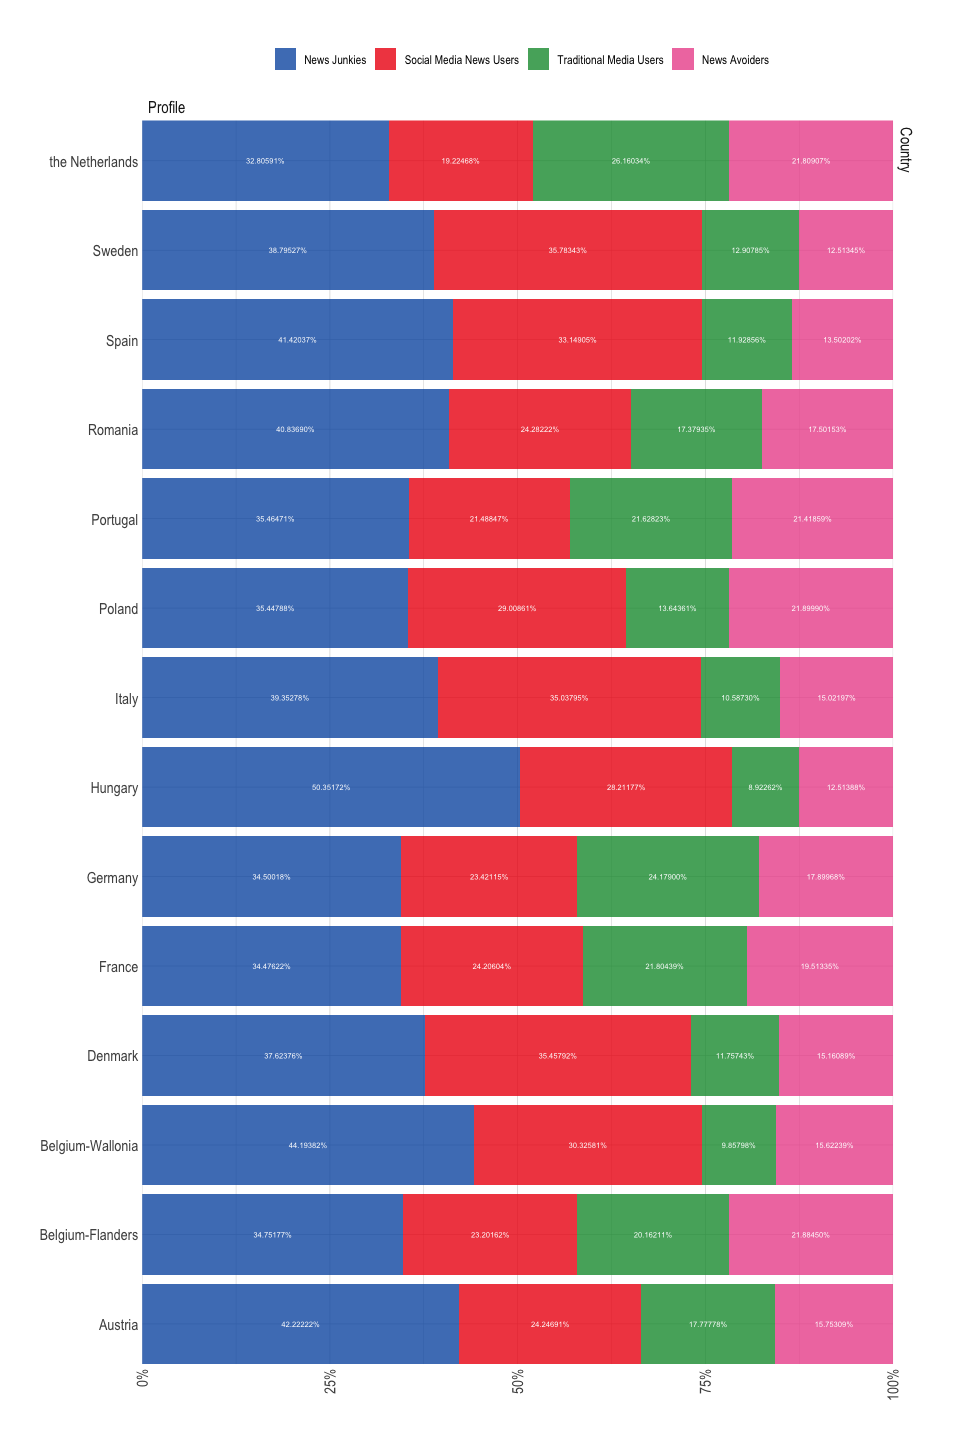 News Junkies Social Media News Users Traditional Media Users News Avoiders
Profile
Country
the Netherlands 32.80591% 19.22468% 26.16034% 21.80907%
Sweden 38.79527% 35.78343% 12.90785% 12.51345%
Spain 41.42037% 33.14905% 11.92856% 13.50202%
Romania 40.83690% 24.28222% 17.37935% 17.50153%
Portugal 35.46471% 21.48847% 21.62823% 21.41859%
Poland 35.44788% 29.00861% 13.64361% 21.89990%
Italy 39.35278% 35.03795% 10.58730% 15.02197%
Hungary 50.35172% 28.21177% 8.92262% 12.51388%
Germany 34.50018% 23.42115% 24.17900% 17.89968%
France 34.47622% 24.20604% 21.80439% 19.51335%
Denmark 37.62376% 35.45792% 11.75743% 15.16089%
Belgium-Wallonia 44.19382% 30.32581% 9.85798% 15.62239%
Belgium-Flanders 34.75177% 23.20162% 20.16211% 21.88450%
Austria 42.22222% 24.24691% 17.77778% 15.75309%
0% 25% 50% 75% 100%